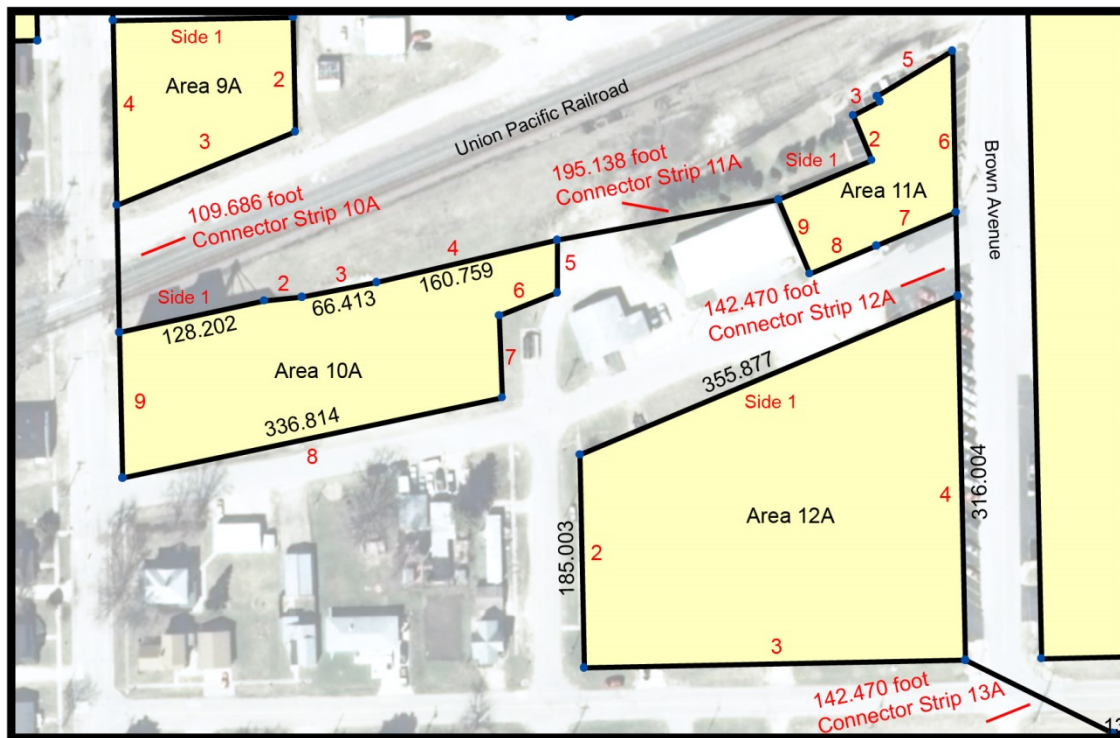 Side 1
Area 9A
2
3
4
Union Pacific Railroad
109.686 foot
Connector Strip 10A
195.138 foot
Connector Strip 11A
Side 1
2
3
5
6
Area 11A
7
8
9
Brown Avenue
Side 1
128.202
2
3
66.413
4
160.759
5
6
7
Area 10A
336.814
8
9
142.470 foot
Connector Strip 12A
355.877
Side 1
Area 12A
2
185.003
3
4
316.004
142.470 foot
Connector Strip 13A